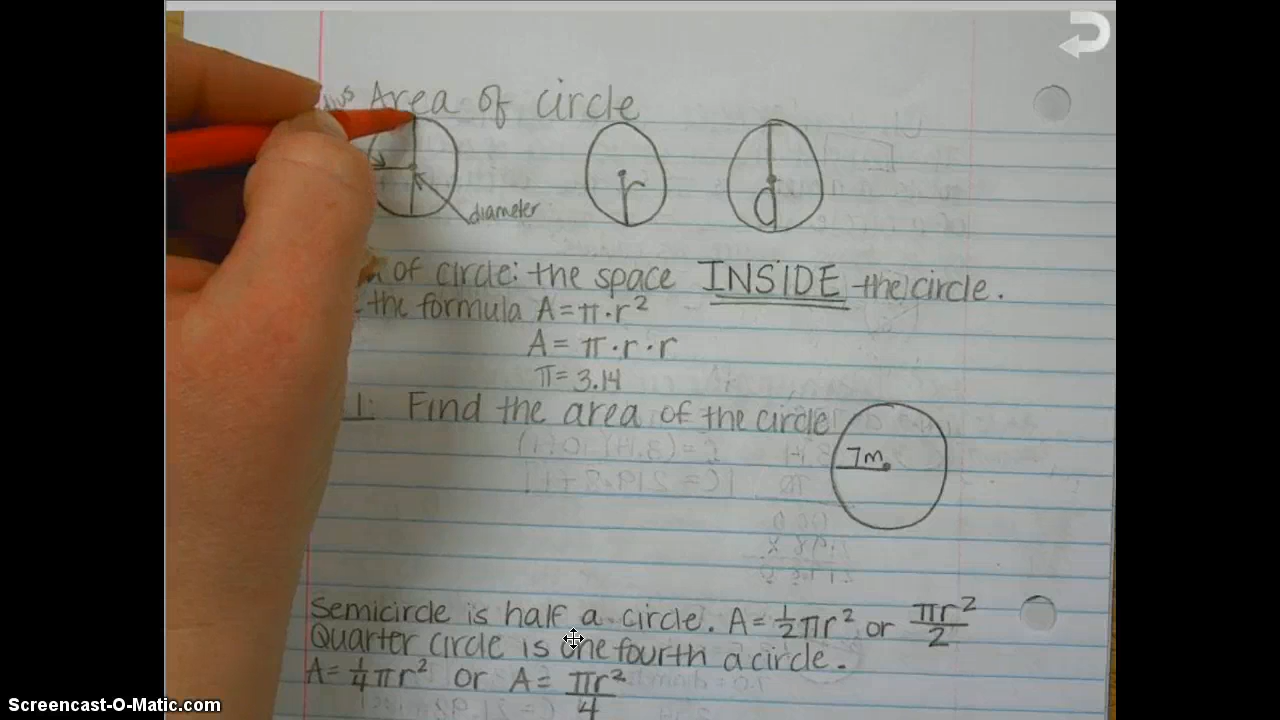 Area of circle
diameter
r
d
of circle: the space INSIDE the circle.
the formula A=π·r²
A= π·r·r
π=3.14
1: Find the area of the circle
7m
Semicircle is half a circle. A= 1/2πr² or πr²/2
Quarter circle is one fourth a circle.
A= 1/4πr² or A= πr²/4
Screencast-O-Matic.com